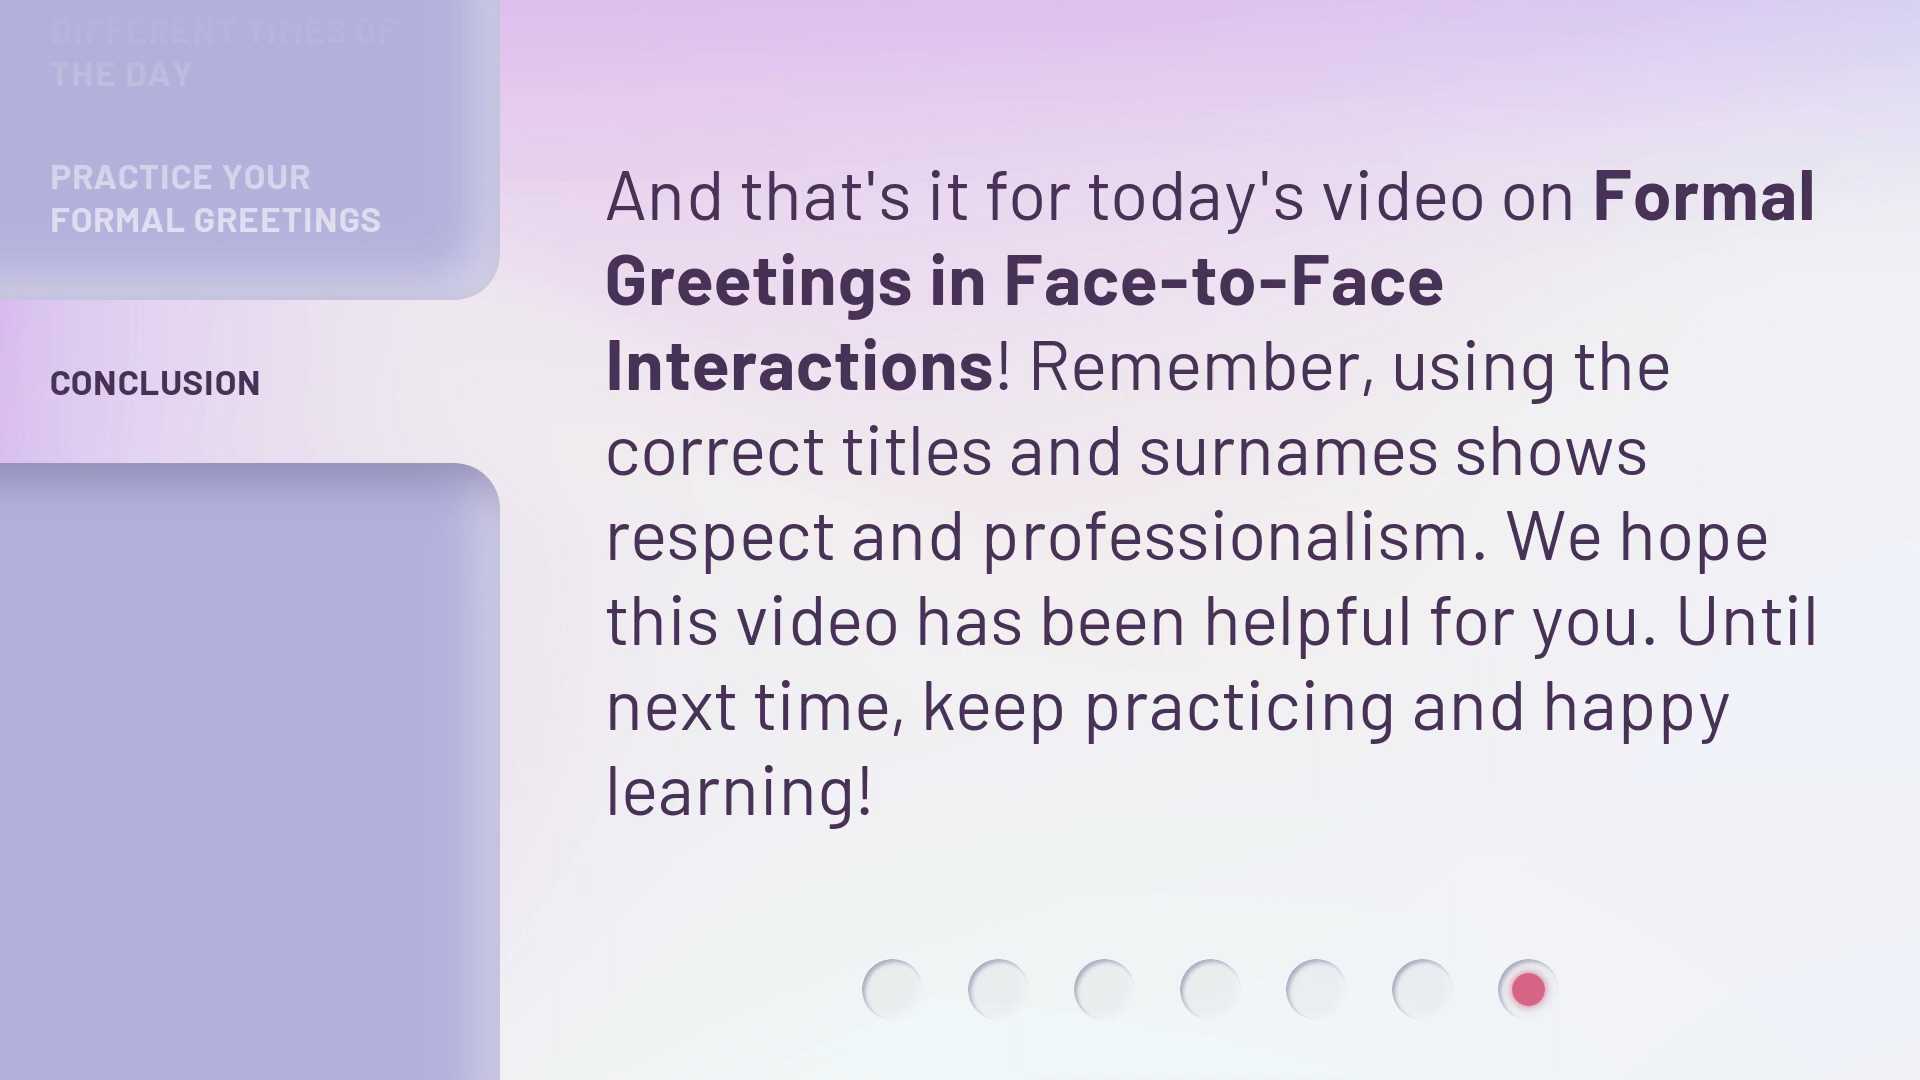 DIFFERENT TIMES OF
THE DAY
PRACTICE YOUR
FORMAL GREETINGS
CONCLUSION
And that's it for today's video on Formal
Greetings in Face-to-Face
Interactions! Remember, using the
correct titles and surnames shows
respect and professionalism. We hope
this video has been helpful for you. Until
next time, keep practicing and happy
learning!